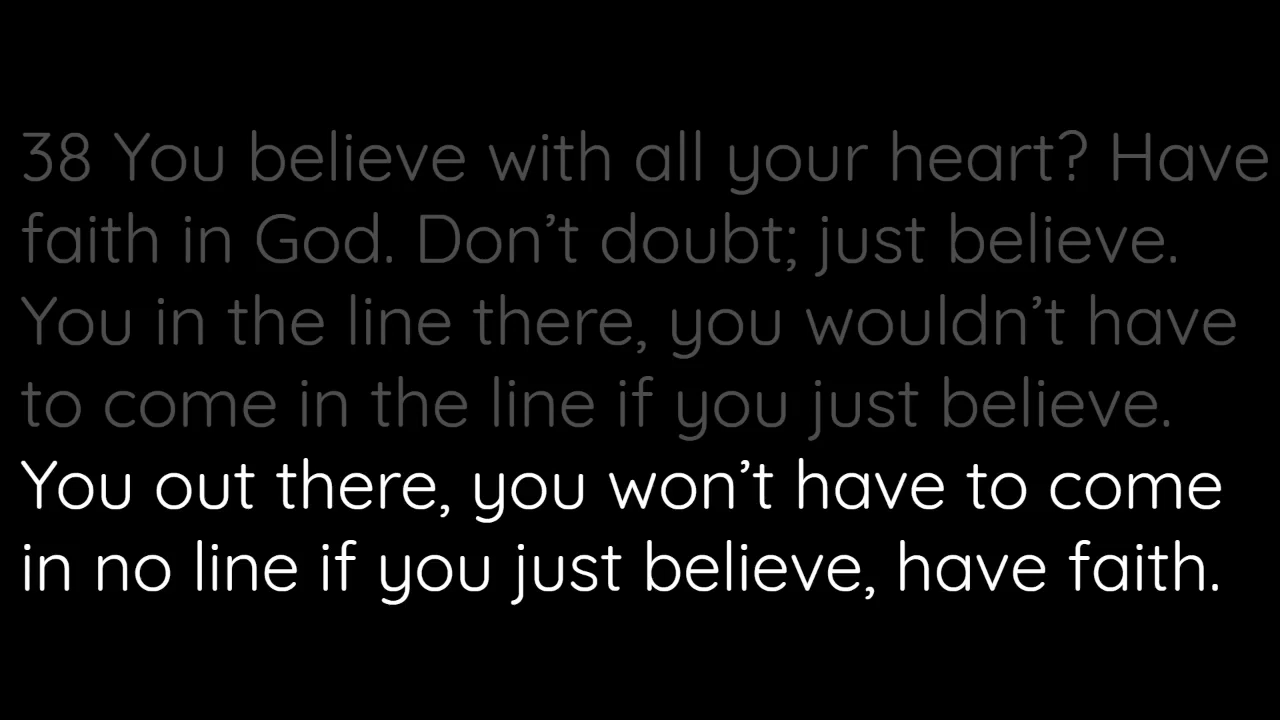 38 You believe with all your heart? Have
faith in God. Don’t doubt; just believe.
You in the line there, you wouldn’t have
to come in the line if you just believe.
You out there, you won’t have to come
in no line if you just believe, have faith.